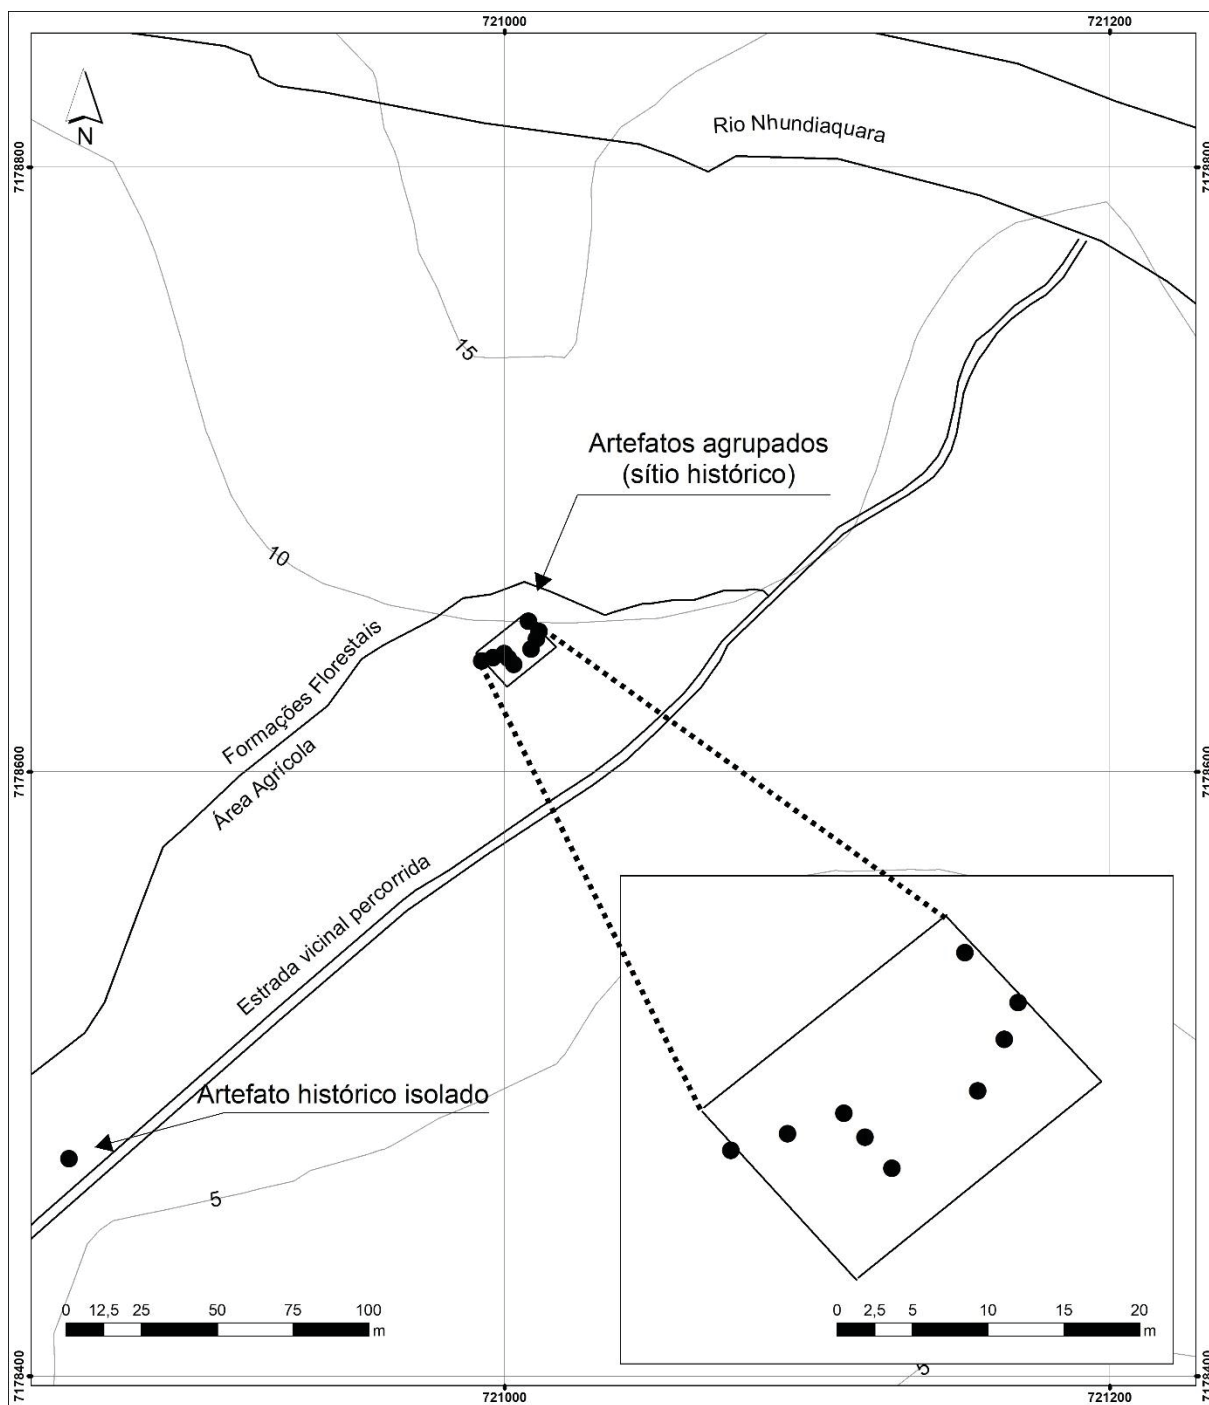 721000
721200
N
Rio Nhundiaquara
7178800
7178800
15
Artefatos agrupados
(sítio histórico)
10
Formações Florestais
Área Agrícola
7178600
7178600
Estrada vicinal percorrida
Artefato histórico isolado
5
0 12,5 25 50 75 100
m
0 2,5 5 10 15 20
m
5
7178400
7178400
721000
721200